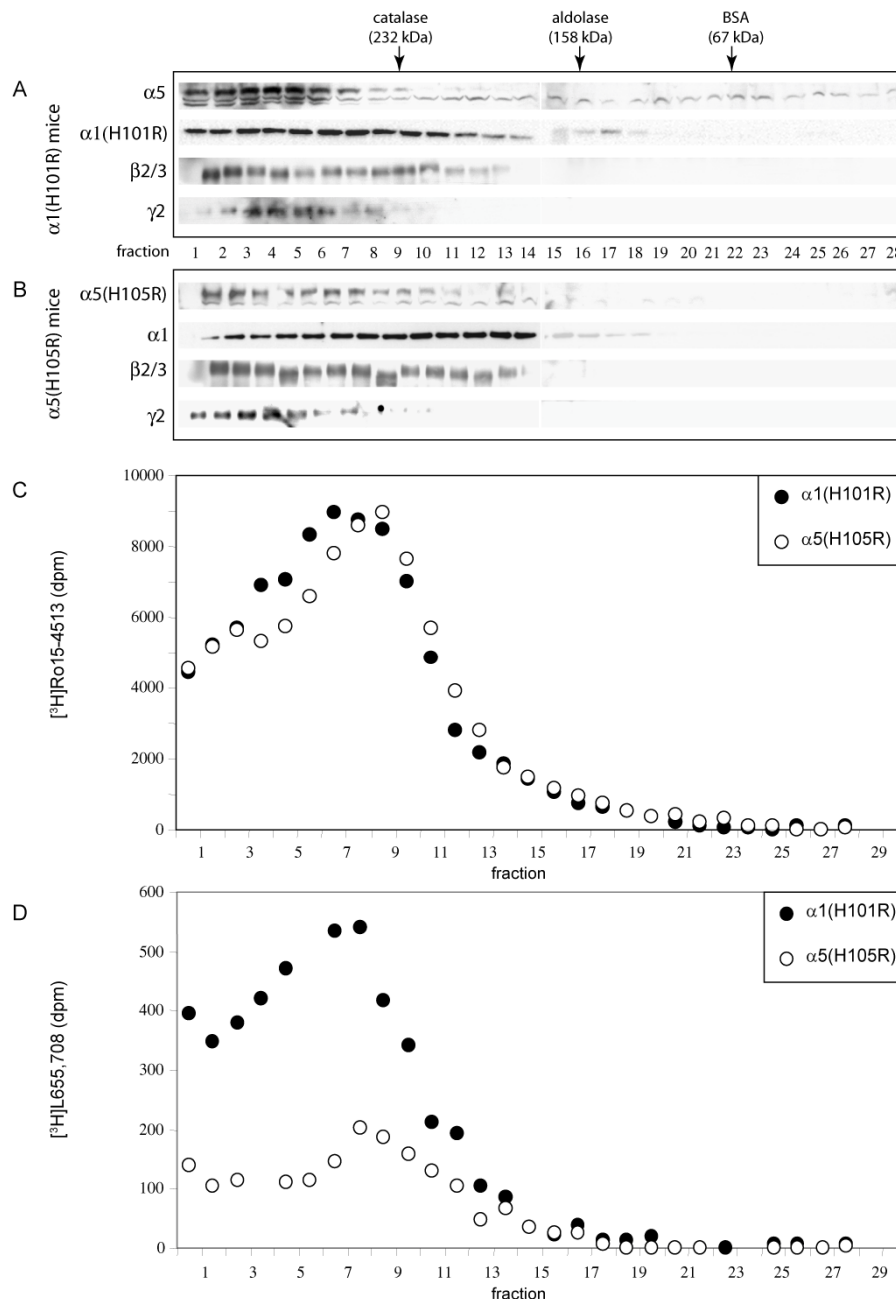 catalase
(232 kDa)
aldolase
(158 kDa)
BSA
(67 kDa)
A
α1(H101R) mice
α5
α1(H101R)
β2/3
γ2
fraction 1 2 3 4 5 6 7 8 9 10 11 12 13 14 15 16 17 18 19 20 21 22 23 24 25 26 27 28
B
α5(H105R) mice
α5(H105R)
α1
β2/3
γ2
C
[³H]Ro15-4513 (dpm)
10000
8000
6000
4000
2000
0
α1(H101R)
α5(H105R)
1 3 5 7 9 11 13 15 17 19 21 23 25 27 29
fraction
D
[³H]L655,708 (dpm)
600
500
400
300
200
100
0
α1(H101R)
α5(H105R)
1 3 5 7 9 11 13 15 17 19 21 23 25 27 29
fraction